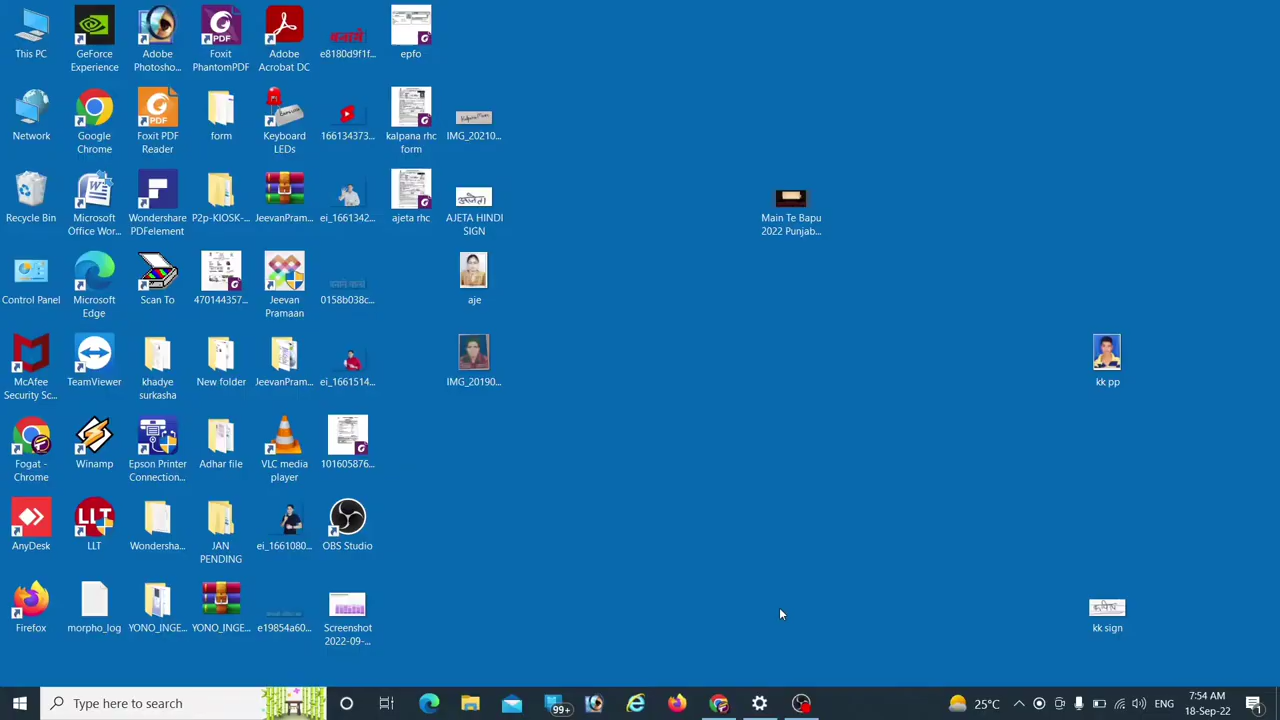 This PC
GeForce Experience
Adobe Photosho...
Foxit PhantomPDF
Adobe Acrobat DC
e8180d9f1f...
epfo
Network
Google Chrome
Foxit PDF Reader
form
Keyboard LEDs
166134373...
kalpana rhc form
IMG_20210...
Recycle Bin
Microsoft Office Wor...
Wondershare PDFelement
P2p-KIOSK-...
JeevanPram...
ei_1661342...
ajeta rhc
AJETA HINDI SIGN
Main Te Bapu 2022 Punjab...
Control Panel
Microsoft Edge
Scan To
470144357...
Jeevan Pramaan
0158b038c...
aje
McAfee Security Sc...
TeamViewer
khadye surkasha
New folder
JeevanPram...
ei_1661514...
IMG_20190...
kk pp
Fogat - Chrome
Winamp
Epson Printer Connection...
Adhar file
VLC media player
101605876...
AnyDesk
LLT
Wondersha...
JAN PENDING
ei_1661080...
OBS Studio
Firefox
morpho_log
YONO_INGE...
YONO_INGE...
e19854a60...
Screenshot 2022-09-...
kk sign
Type here to search
99+
25°C
ENG
7:54 AM
18-Sep-22